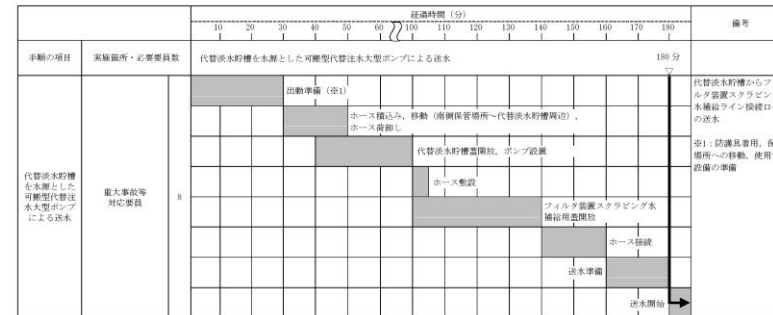 経過時間（分）
備考
10 20 30 40 50 60 100 110 120 130 140 150 160 170 180
手順の項目
実施箇所・必要要員数
代替淡水貯槽を水源とした可搬型代替注水大型ポンプによる送水
180 分
代替淡水貯槽
を水源とした
可搬型代替注
水大型ポンプ
による送水
重大事故等
対応要員
8
出動準備（※1）
ホース積込み，移動（南側保管場所～代替淡水貯槽周辺），
ホース荷卸し
代替淡水貯槽蓋開放，ポンプ設置
ホース敷設
フィルタ装置スクラビング水
補給用蓋開放
ホース接続
送水準備
送水開始
代替淡水貯槽からフ
ルタ装置スクラビン
水補給ライン接続ロ
の送水
※1：防護具着用，保
場所への移動，使用
設備の準備